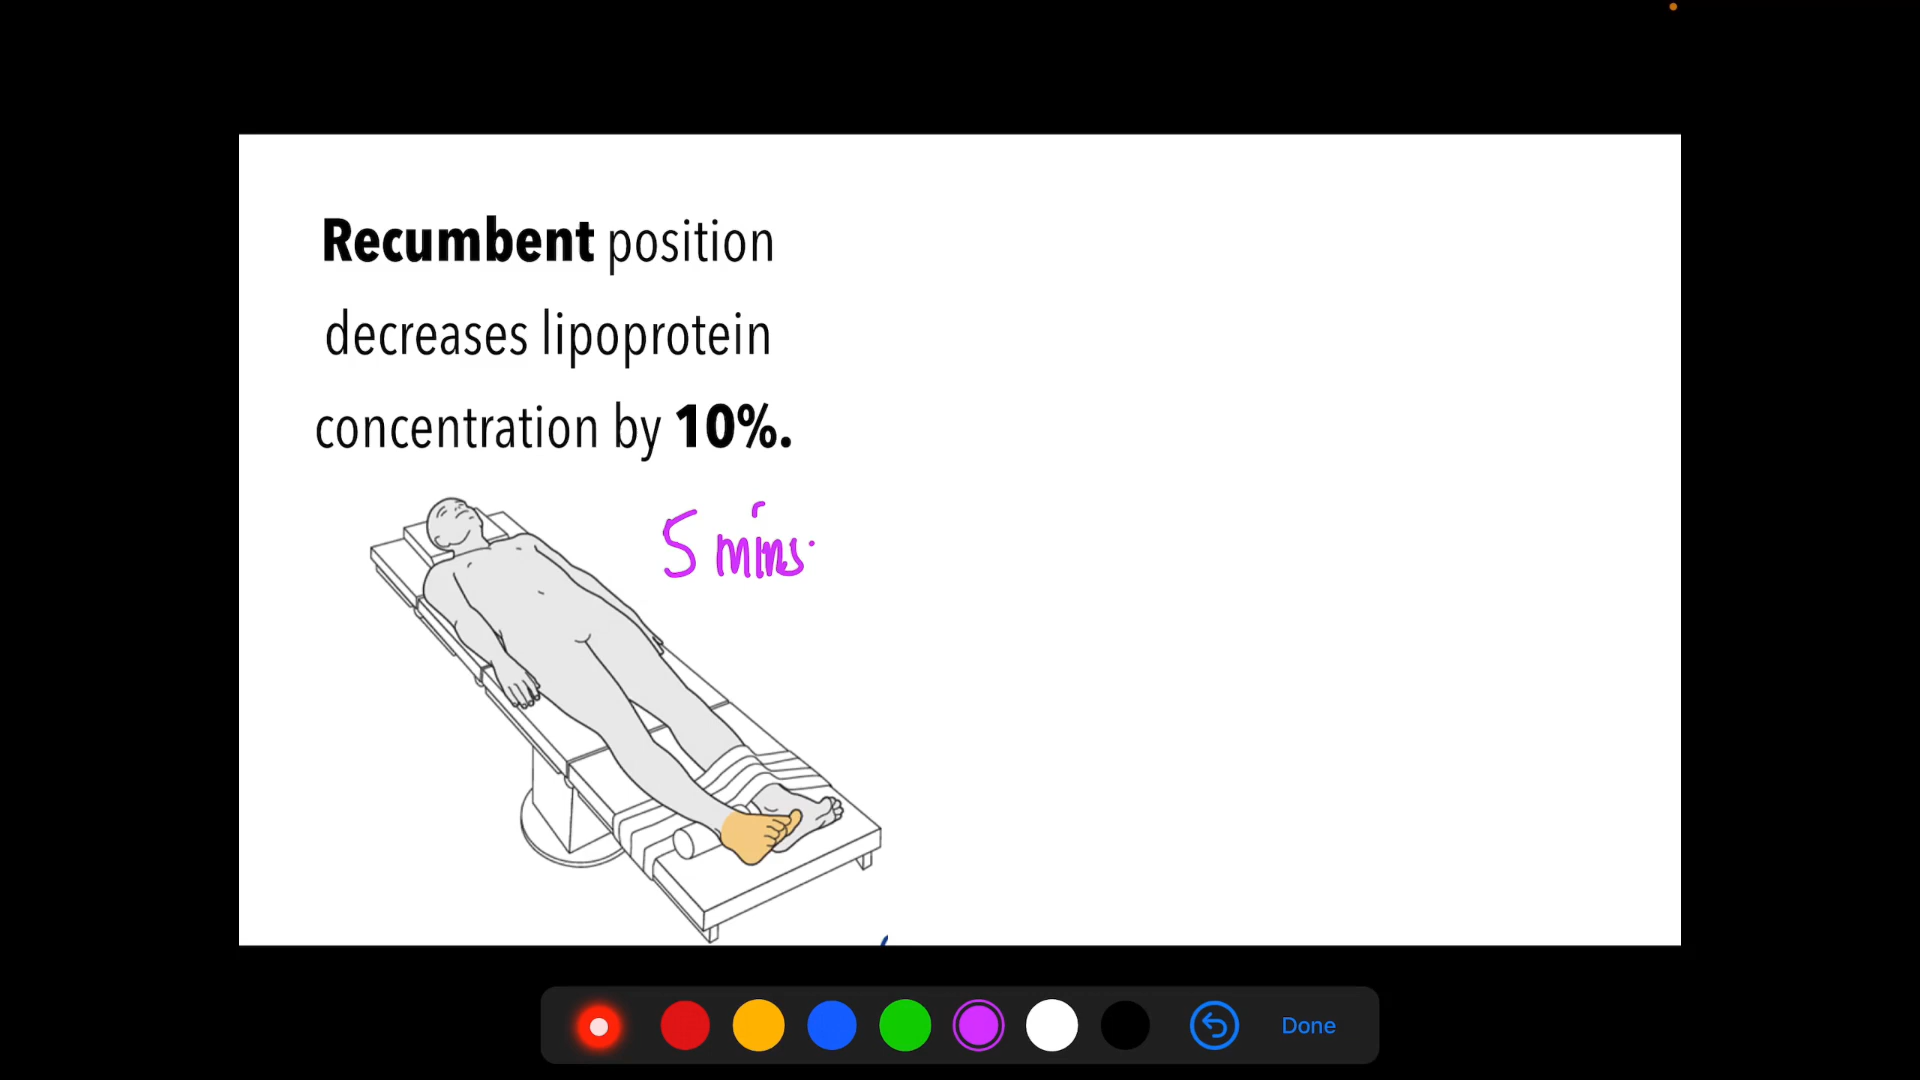 Recumbent position
decreases lipoprotein
concentration by 10%.
5 mins.
Done